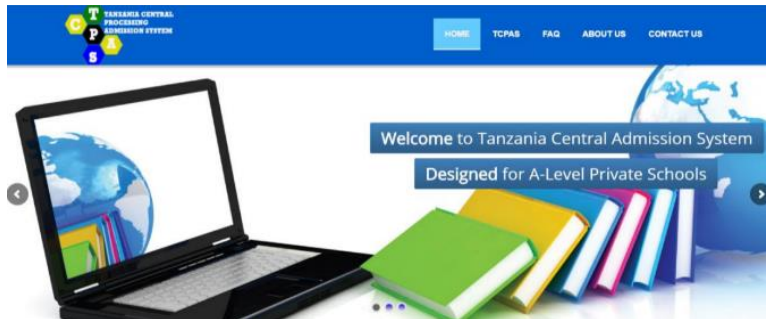 TANZANIA CENTRAL
PROCESSING
ADMISSION SYSTEM
T
C
P
A
S
HOME TCPAS FAQ ABOUT US CONTACT US
Welcome to Tanzania Central Admission System
Designed for A-Level Private Schools